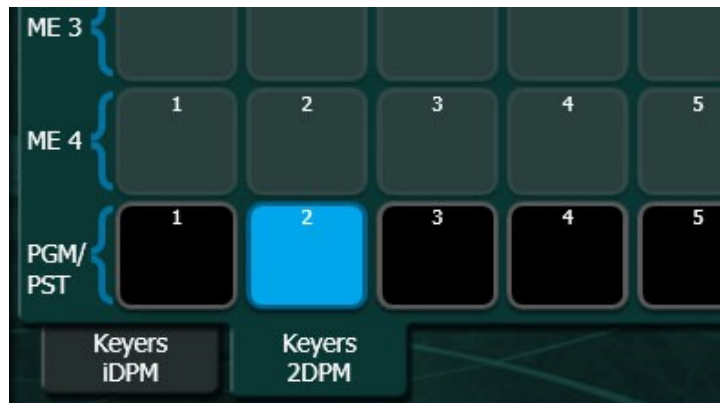 ME 3
1 2 3 4 5
ME 4
1 2 3 4 5
PGM/
PST
Keyers Keyers
iDPM 2DPM